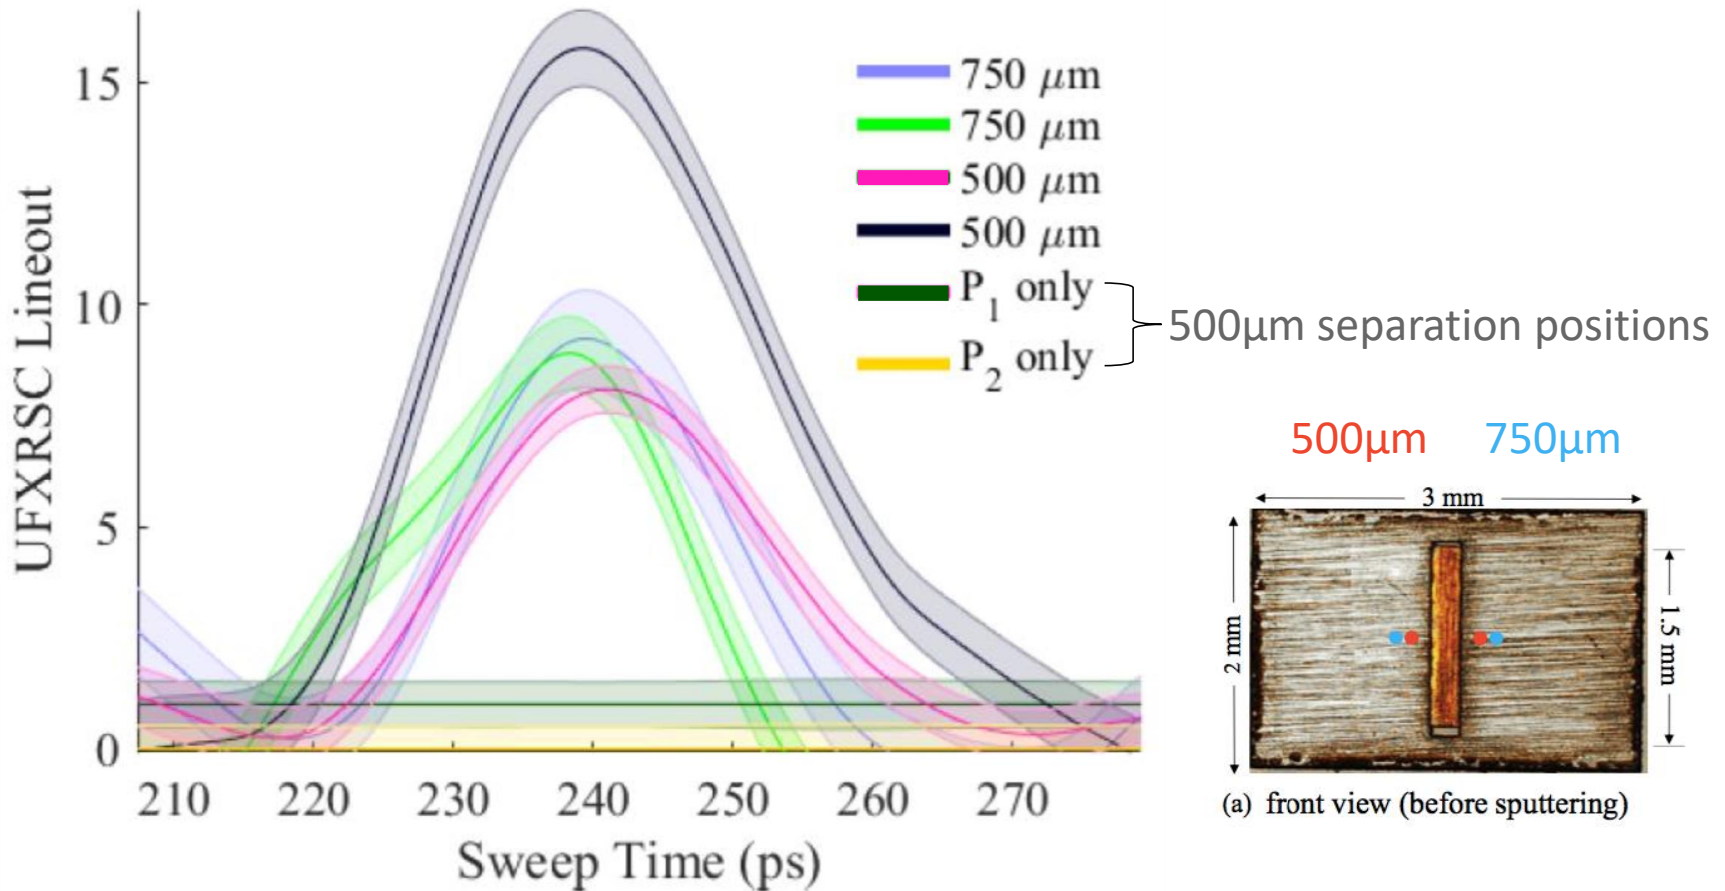 UFXRSC Lineout
15
10
5
0
210 220 230 240 250 260 270
Sweep Time (ps)
750 μm
750 μm
500 μm
500 μm
P₁ only
P₂ only
500μm separation positions
500μm 750μm
3 mm
2 mm
1.5 mm
(a) front view (before sputtering)